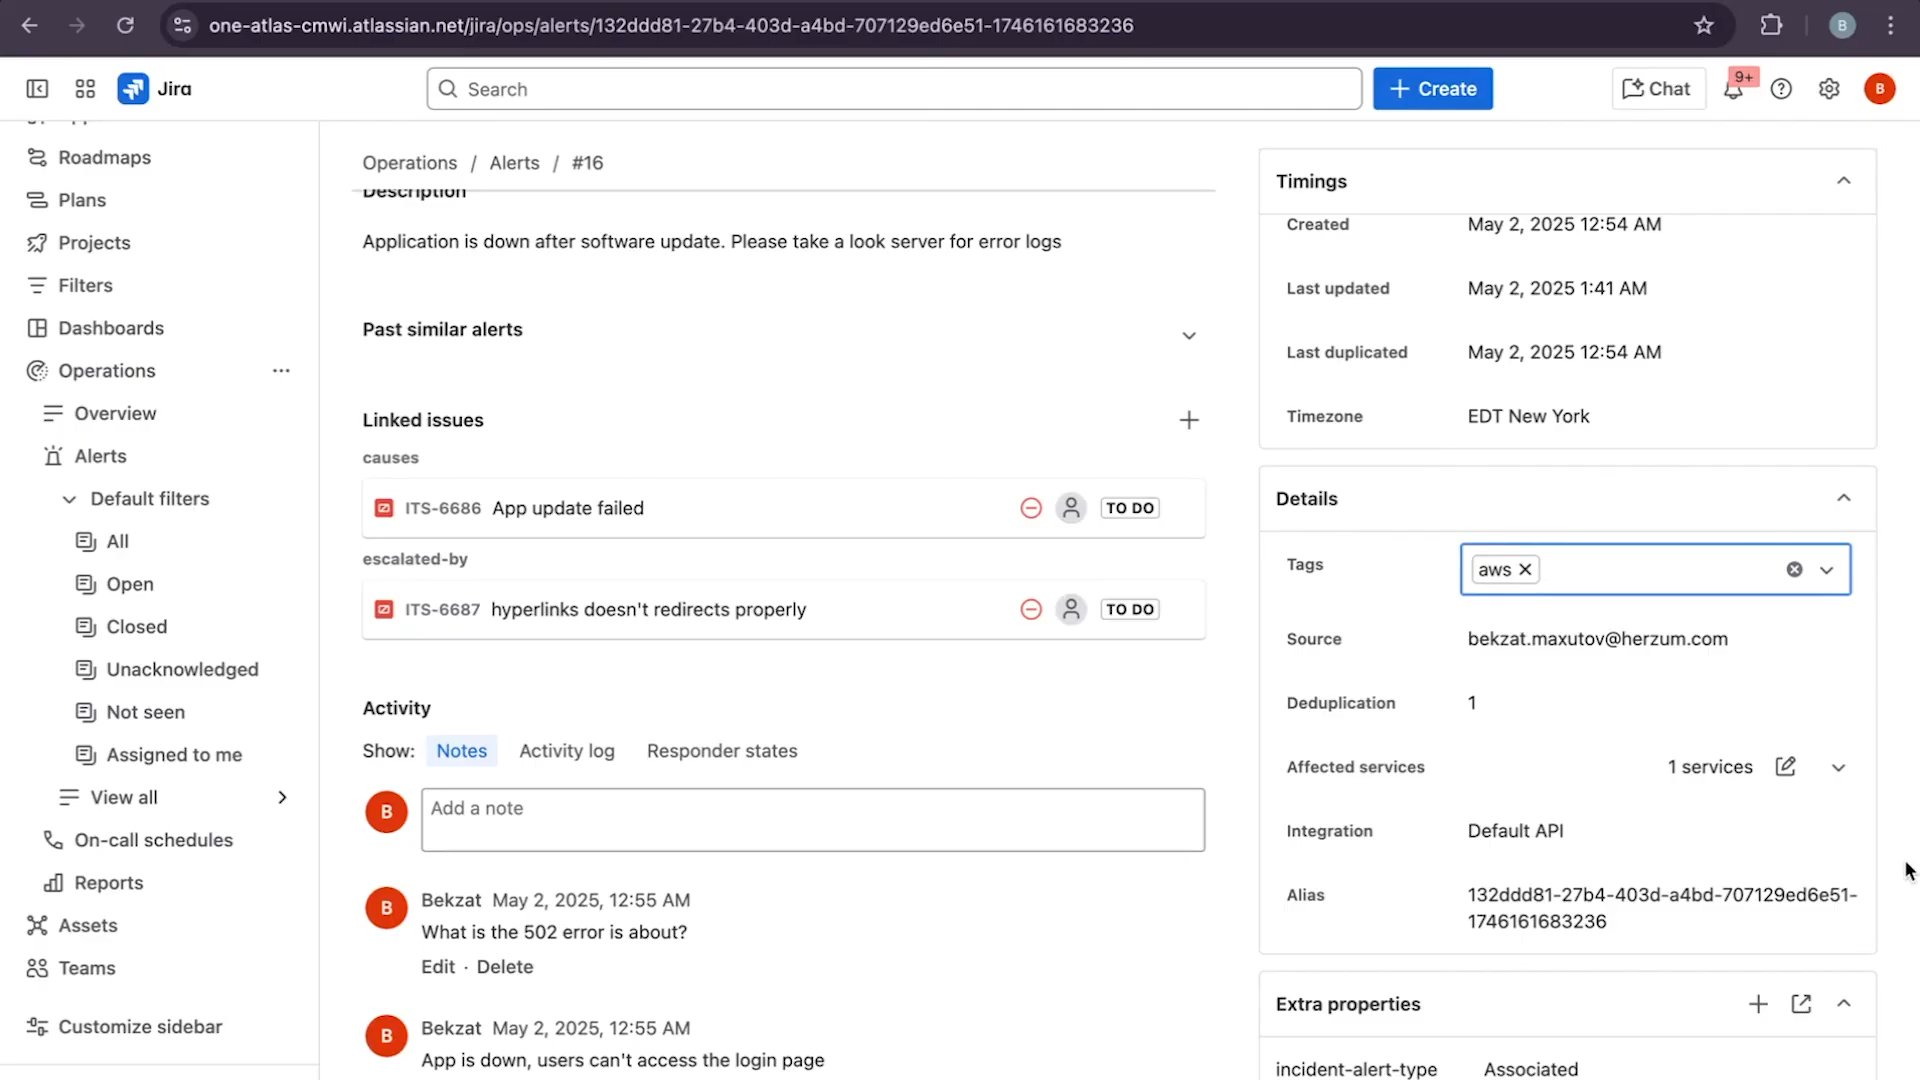 one-atlas-cmwi.atlassian.net/jira/ops/alerts/132ddd81-27b4-403d-a4bd-707129ed6e51-1746161683236
B
Jira
Search
Create
Chat
9+
B
Roadmaps
Plans
Projects
Filters
Dashboards
Operations
Overview
Alerts
Default filters
All
Open
Closed
Unacknowledged
Not seen
Assigned to me
View all
On-call schedules
Reports
Assets
Teams
Customize sidebar
Operations / Alerts / #16
Description
Application is down after software update. Please take a look server for error logs
Past similar alerts
Linked issues
causes
ITS-6686 App update failed TO DO
escalated-by
ITS-6687 hyperlinks doesn't redirects properly TO DO
Activity
Show: Notes Activity log Responder states
B Add a note
B Bekzat May 2, 2025, 12:55 AM
What is the 502 error is about?
Edit · Delete
B Bekzat May 2, 2025, 12:55 AM
App is down, users can't access the login page
Timings
Created May 2, 2025 12:54 AM
Last updated May 2, 2025 1:41 AM
Last duplicated May 2, 2025 12:54 AM
Timezone EDT New York
Details
Tags aws
Source bekzat.maxutov@herzum.com
Deduplication 1
Affected services 1 services
Integration Default API
Alias 132ddd81-27b4-403d-a4bd-707129ed6e51-
1746161683236
Extra properties
incident-alert-type Associated